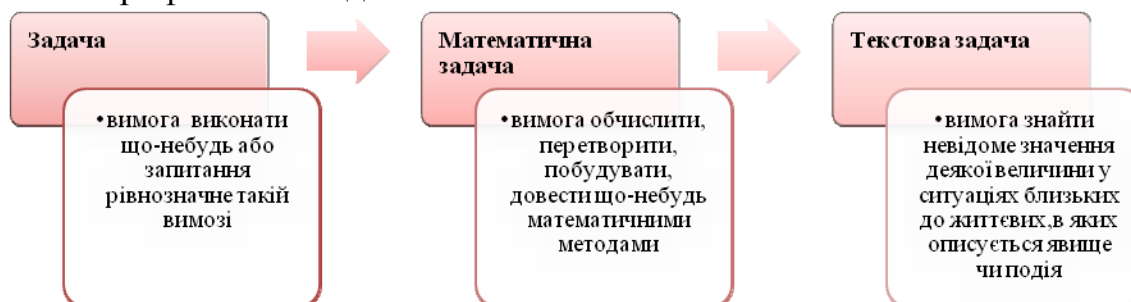 Задача
вимога виконати
що-небудь або
запитання
рівнозначне такій
вимозі
Математична
задача
вимога обчислити,
перетворити,
побудувати,
довести що-небудь
математичними
методами
Текстова задача
вимога знайти
невідоме значення
деякої величини у
ситуаціях близьких
до життєвих,в яких
описується явище
чи подія